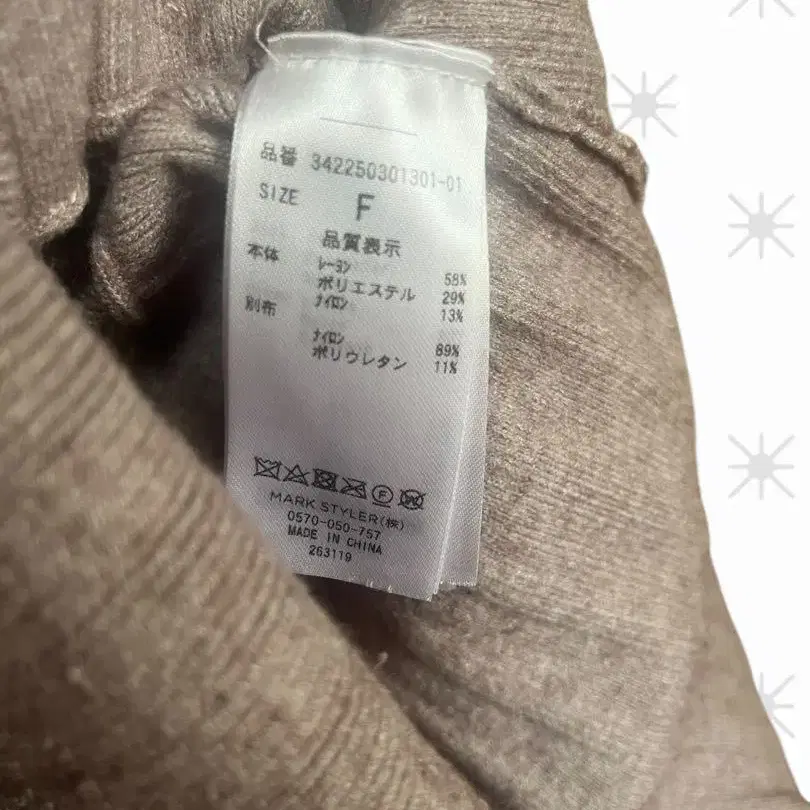 品番 342250301301-01
SIZE F
品質表示
本体 レーヨン 58%
ポリエステル 29%
ナイロン 13%
別布
ナイロン 89%
ポリウレタン 11%
MARK STYLER(株)
0570-050-757
MADE IN CHINA
263119